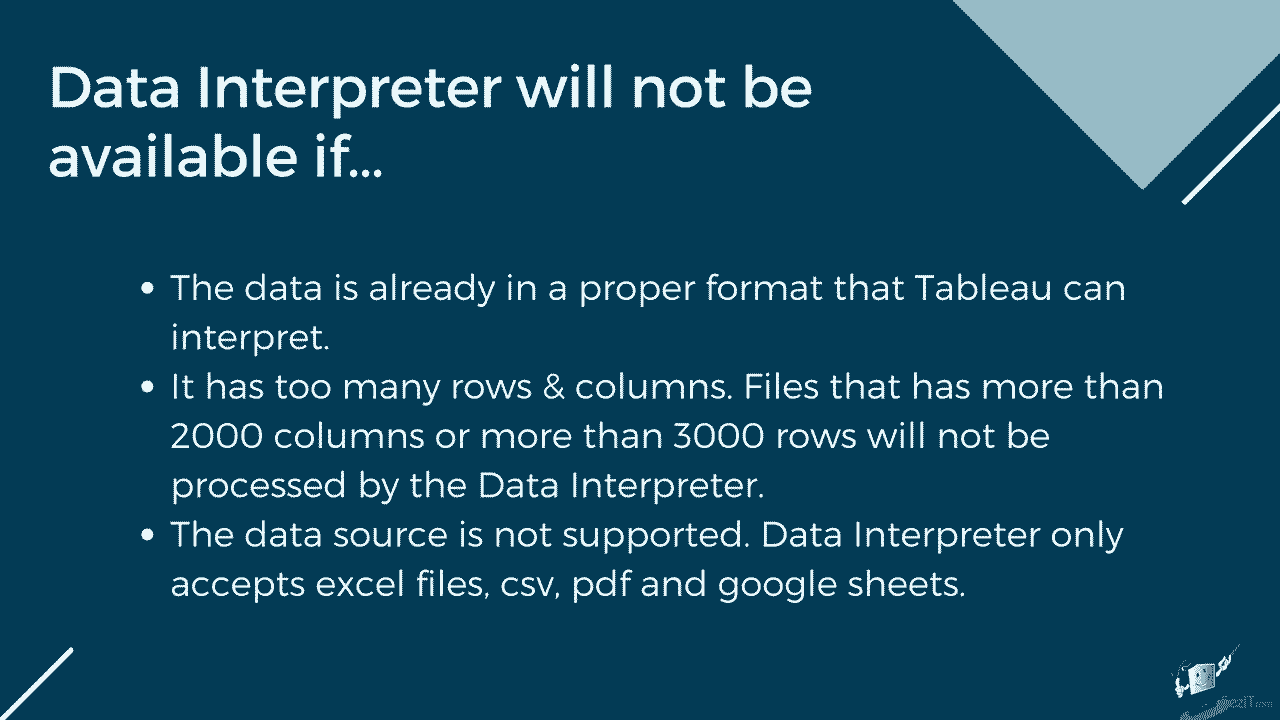 Data Interpreter will not be
available if...
• The data is already in a proper format that Tableau can
interpret.
• It has too many rows & columns. Files that has more than
2000 columns or more than 3000 rows will not be
processed by the Data Interpreter.
• The data source is not supported. Data Interpreter only
accepts excel files, csv, pdf and google sheets.